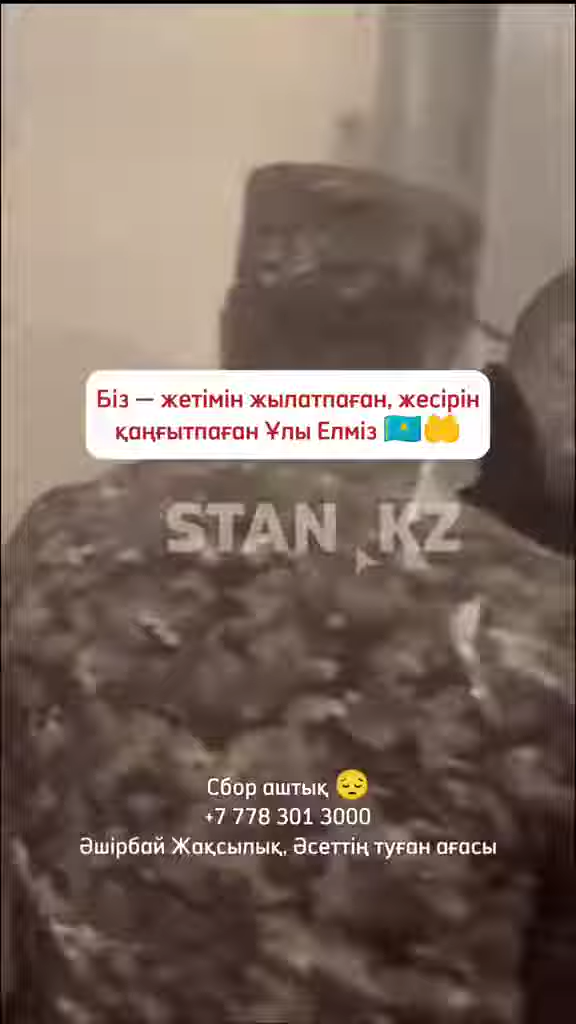 Біз — жетімін жылатпаған, жесірін
қаңғытпаған Ұлы Елміз 🇰🇿🤲
STAN KZ
Сбор аштық 😔
+7 778 301 3000
Әшірбай Жақсылық, Әсеттің туған ағасы